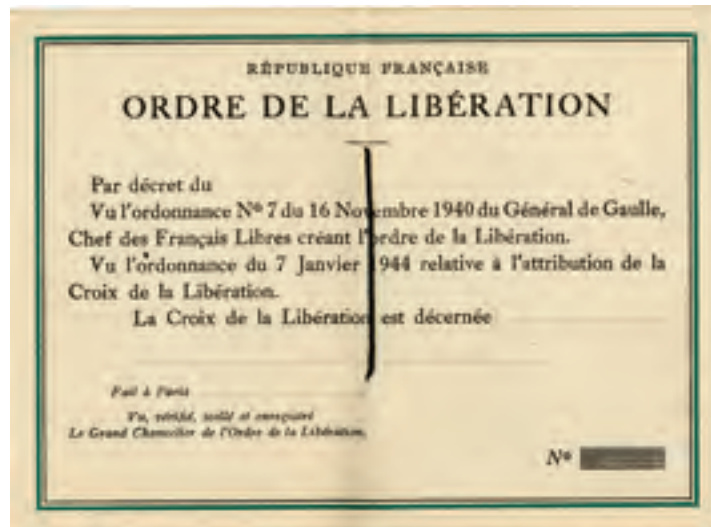 RÉPUBLIQUE FRANÇAISE
ORDRE DE LA LIBÉRATION
Par décret du
Vu l'ordonnance Nº 7 du 16 Novembre 1940 du Général de Gaulle,
Chef des Français Libres créant l'ordre de la Libération.
Vu l'ordonnance du 7 Janvier 1944 relative à l'attribution de la
Croix de la Libération.
La Croix de la Libération est décernée
Fait à Paris
Vu, vérifié, scellé et enregistré
Le Grand Chancelier de l'Ordre de la Libération,
Nº